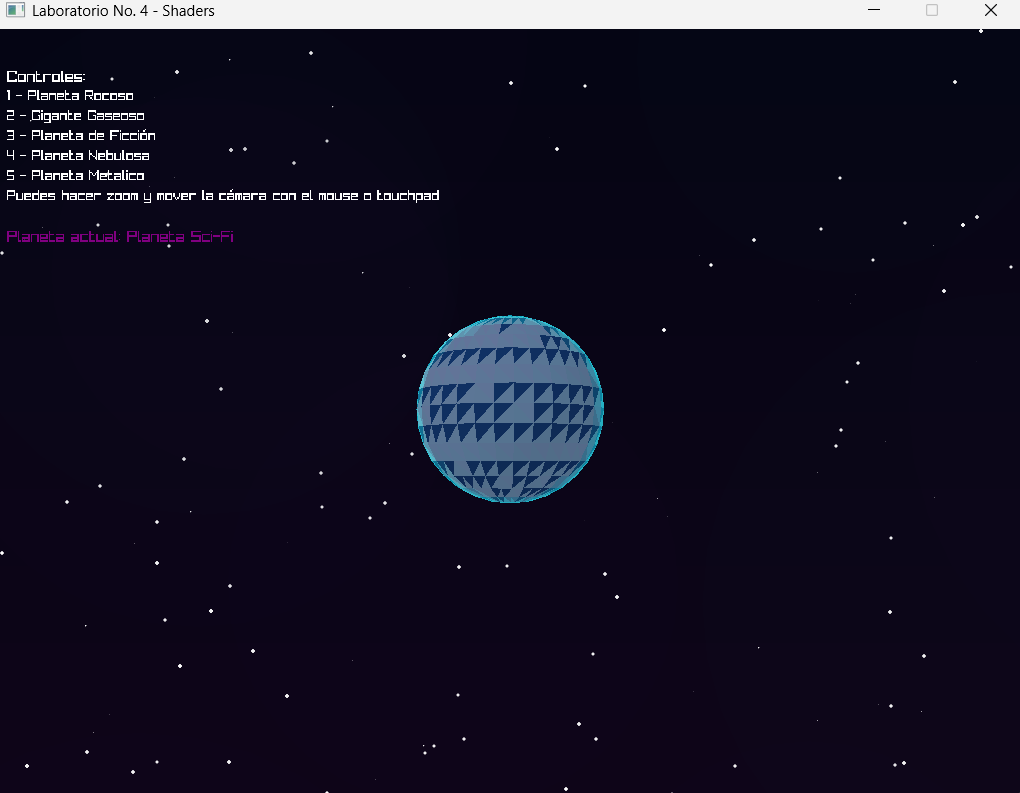 Laboratorio No. 4 - Shaders
Controles:
1 - Planeta Rocoso
2 - Gigante Gaseoso
3 - Planeta de Ficción
4 - Planeta Nebulosa
5 - Planeta Metalico
Puedes hacer zoom y mover la cámara con el mouse o touchpad
Planeta actual: Planeta Sci-Fi